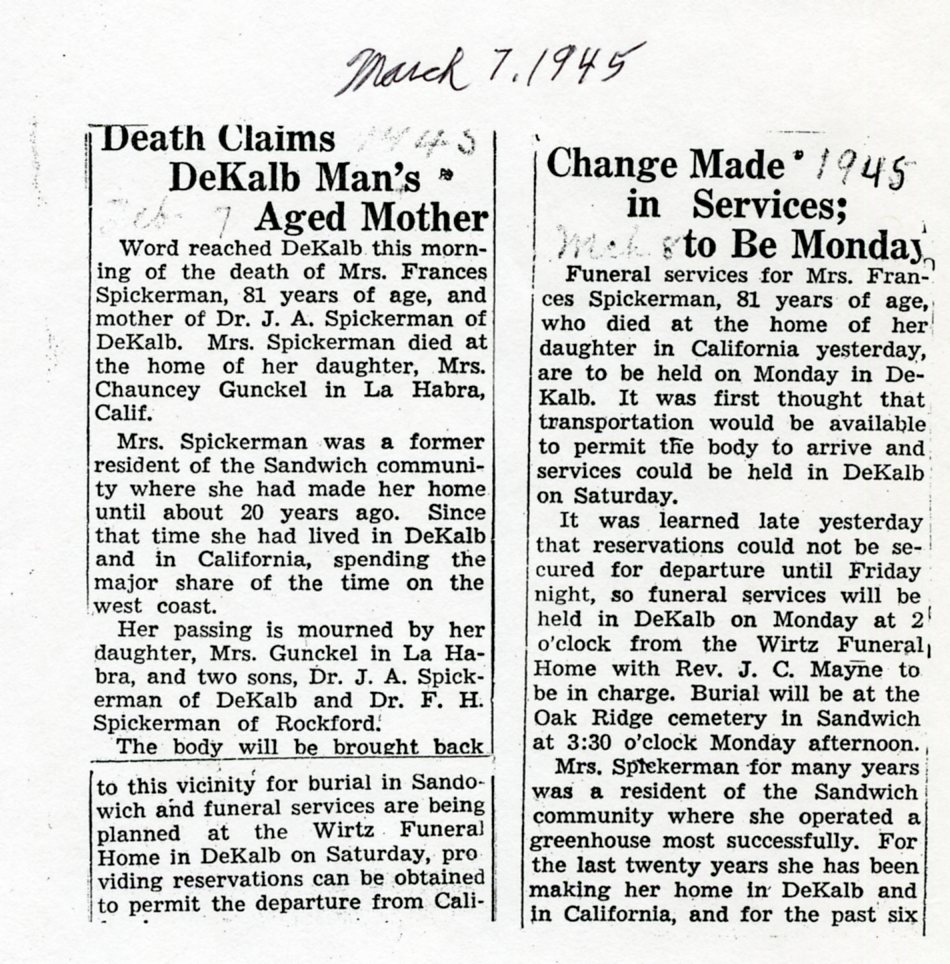 March 7, 1945
Death Claims
DeKalb Man's
Aged Mother
1945
Feb 7
Word reached DeKalb this morn-
ing of the death of Mrs. Frances
Spickerman, 81 years of age, and
mother of Dr. J. A. Spickerman of
DeKalb. Mrs. Spickerman died at
the home of her daughter, Mrs.
Chauncey Gunckel in La Habra,
Calif.
Mrs. Spickerman was a former
resident of the Sandwich communi-
ty where she had made her home
until about 20 years ago. Since
that time she had lived in DeKalb
and in California, spending the
major share of the time on the
west coast.
Her passing is mourned by her
daughter, Mrs. Gunckel in La Ha-
bra, and two sons, Dr. J. A. Spick-
erman of DeKalb and Dr. F. H.
Spickerman of Rockford.
The body will be brought back
to this vicinity for burial in Sando-
wich and funeral services are being
planned at the Wirtz Funeral
Home in DeKalb on Saturday, pro
viding reservations can be obtained
to permit the departure from Cali-
Change Made
in Services;
to Be Monday
1945
Mch 8
Funeral services for Mrs. Fran-
ces Spickerman, 81 years of age,
who died at the home of her
daughter in California yesterday,
are to be held on Monday in De-
Kalb. It was first thought that
transportation would be available
to permit the body to arrive and
services could be held in DeKalb
on Saturday.
It was learned late yesterday
that reservations could not be se-
cured for departure until Friday
night, so funeral services will be
held in DeKalb on Monday at 2
o'clock from the Wirtz Funeral
Home with Rev. J. C. Mayne to
be in charge. Burial will be at the
Oak Ridge cemetery in Sandwich
at 3:30 o'clock Monday afternoon.
Mrs. Spickerman for many years
was a resident of the Sandwich
community where she operated a
greenhouse most successfully. For
the last twenty years she has been
making her home in DeKalb and
in California, and for the past six